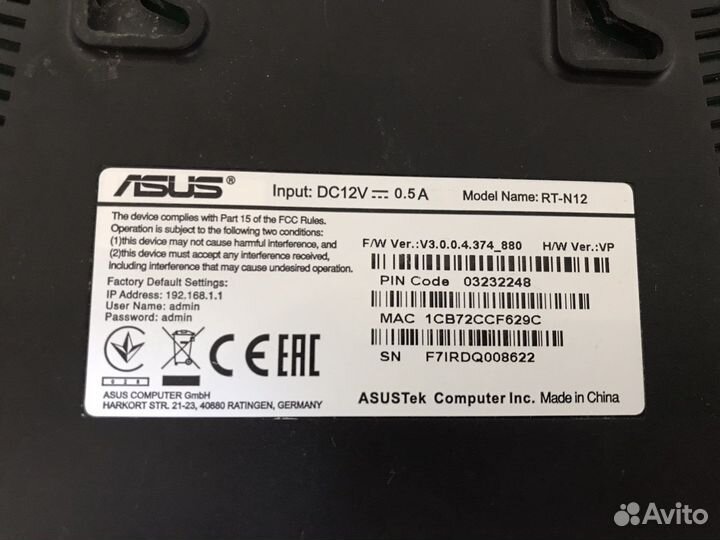 ASUS® Input: DC12V ⎓ 0.5A Model Name: RT-N12
The device complies with Part 15 of the FCC Rules.
Operation is subject to the following two conditions:
(1)this device may not cause harmful interference, and
(2)this device must accept any interference received,
including interference that may cause undesired operation.
Factory Default Settings:
IP Address: 192.168.1.1
User Name: admin
Password: admin
CE EAC
ASUS COMPUTER GmbH
HARKORT STR. 21-23, 40880 RATINGEN, GERMANY
F/W Ver.:V3.0.0.4.374_880 H/W Ver.:VP
PIN Code 03232248
MAC 1CB72CCF629C
SN F7IRDQ008622
ASUSTek Computer Inc. Made in China
Avito